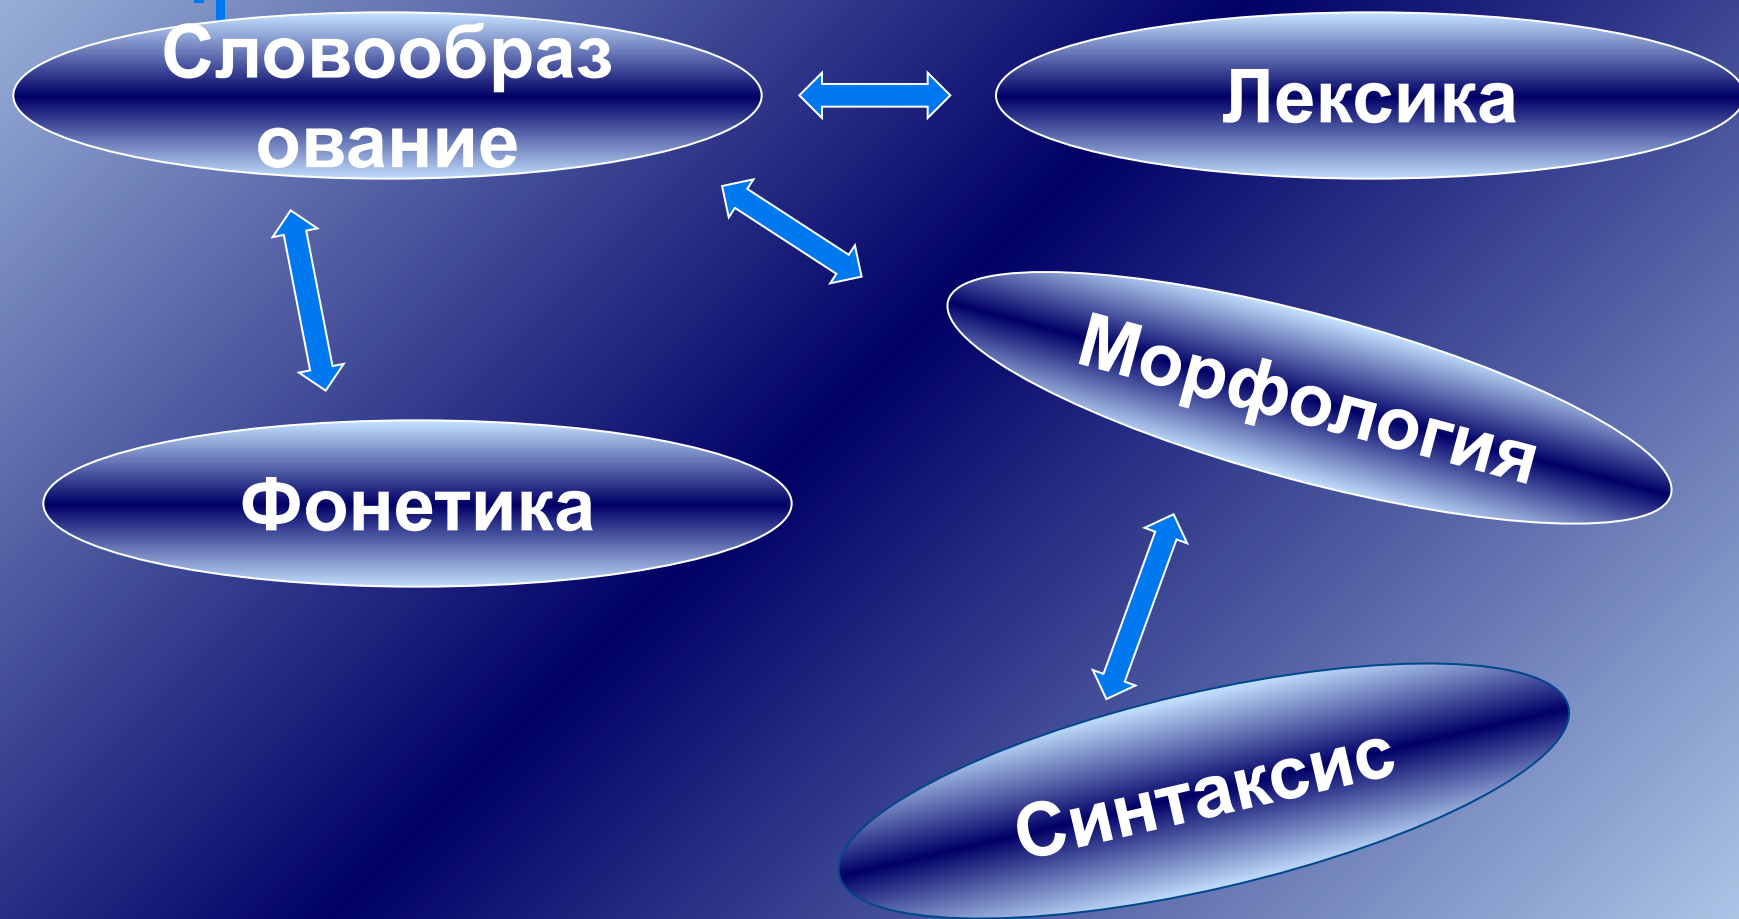 Словообраз
ование
Лексика
Морфология
Фонетика
Синтаксис